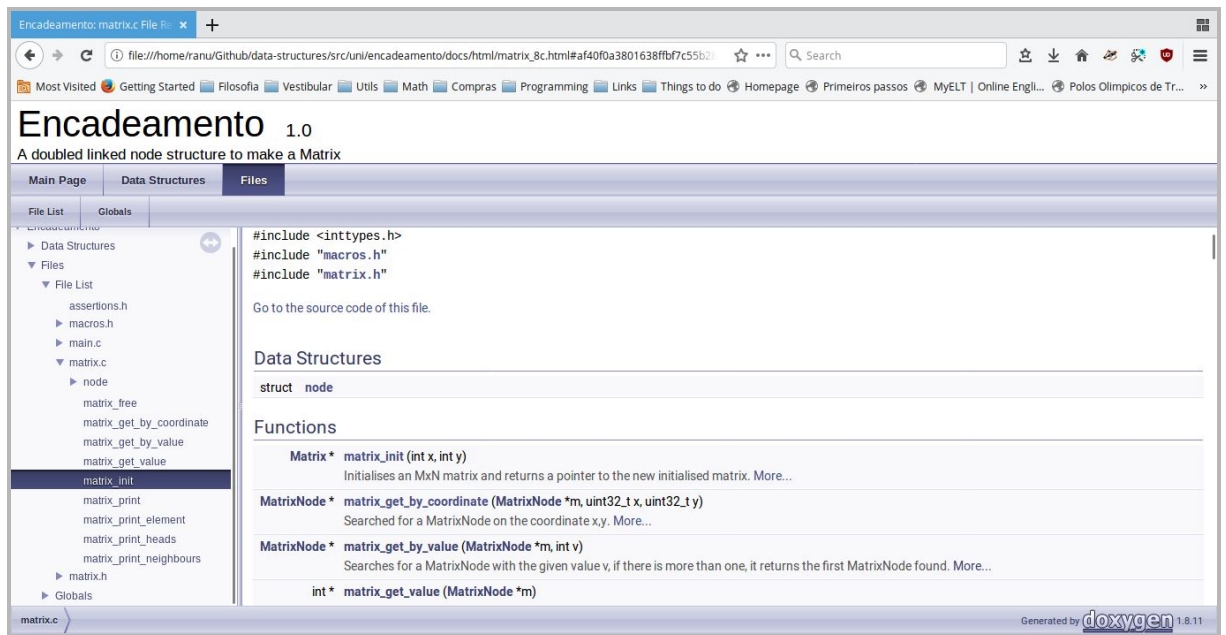 Encadeamento: matrix.c File Re
file:///home/ranu/Github/data-structures/src/uni/encadeamento/docs/html/matrix_8c.html#af40f0a3801638ffbf7c55b2
Search
Most Visited Getting Started Filosofia Vestibular Utils Math Compras Programming Links Things to do Homepage Primeiros passos MyELT | Online Engli... Polos Olimpicos de Tr... »
Encadeamento 1.0
A doubled linked node structure to make a Matrix
Main Page Data Structures Files
File List Globals
Encadeamento
Data Structures
Files
File List
assertions.h
macros.h
main.c
matrix.c
node
matrix_free
matrix_get_by_coordinate
matrix_get_by_value
matrix_get_value
matrix_init
matrix_print
matrix_print_element
matrix_print_heads
matrix_print_neighbours
matrix.h
Globals
#include <inttypes.h>
#include "macros.h"
#include "matrix.h"
Go to the source code of this file.
Data Structures
struct node
Functions
Matrix * matrix_init (int x, int y)
Initialises an MxN matrix and returns a pointer to the new initialised matrix. More...
MatrixNode * matrix_get_by_coordinate (MatrixNode *m, uint32_t x, uint32_t y)
Searched for a MatrixNode on the coordinate x,y. More...
MatrixNode * matrix_get_by_value (MatrixNode *m, int v)
Searches for a MatrixNode with the given value v, if there is more than one, it returns the first MatrixNode found. More...
int * matrix_get_value (MatrixNode *m)
matrix.c
Generated by doxygen 1.8.11